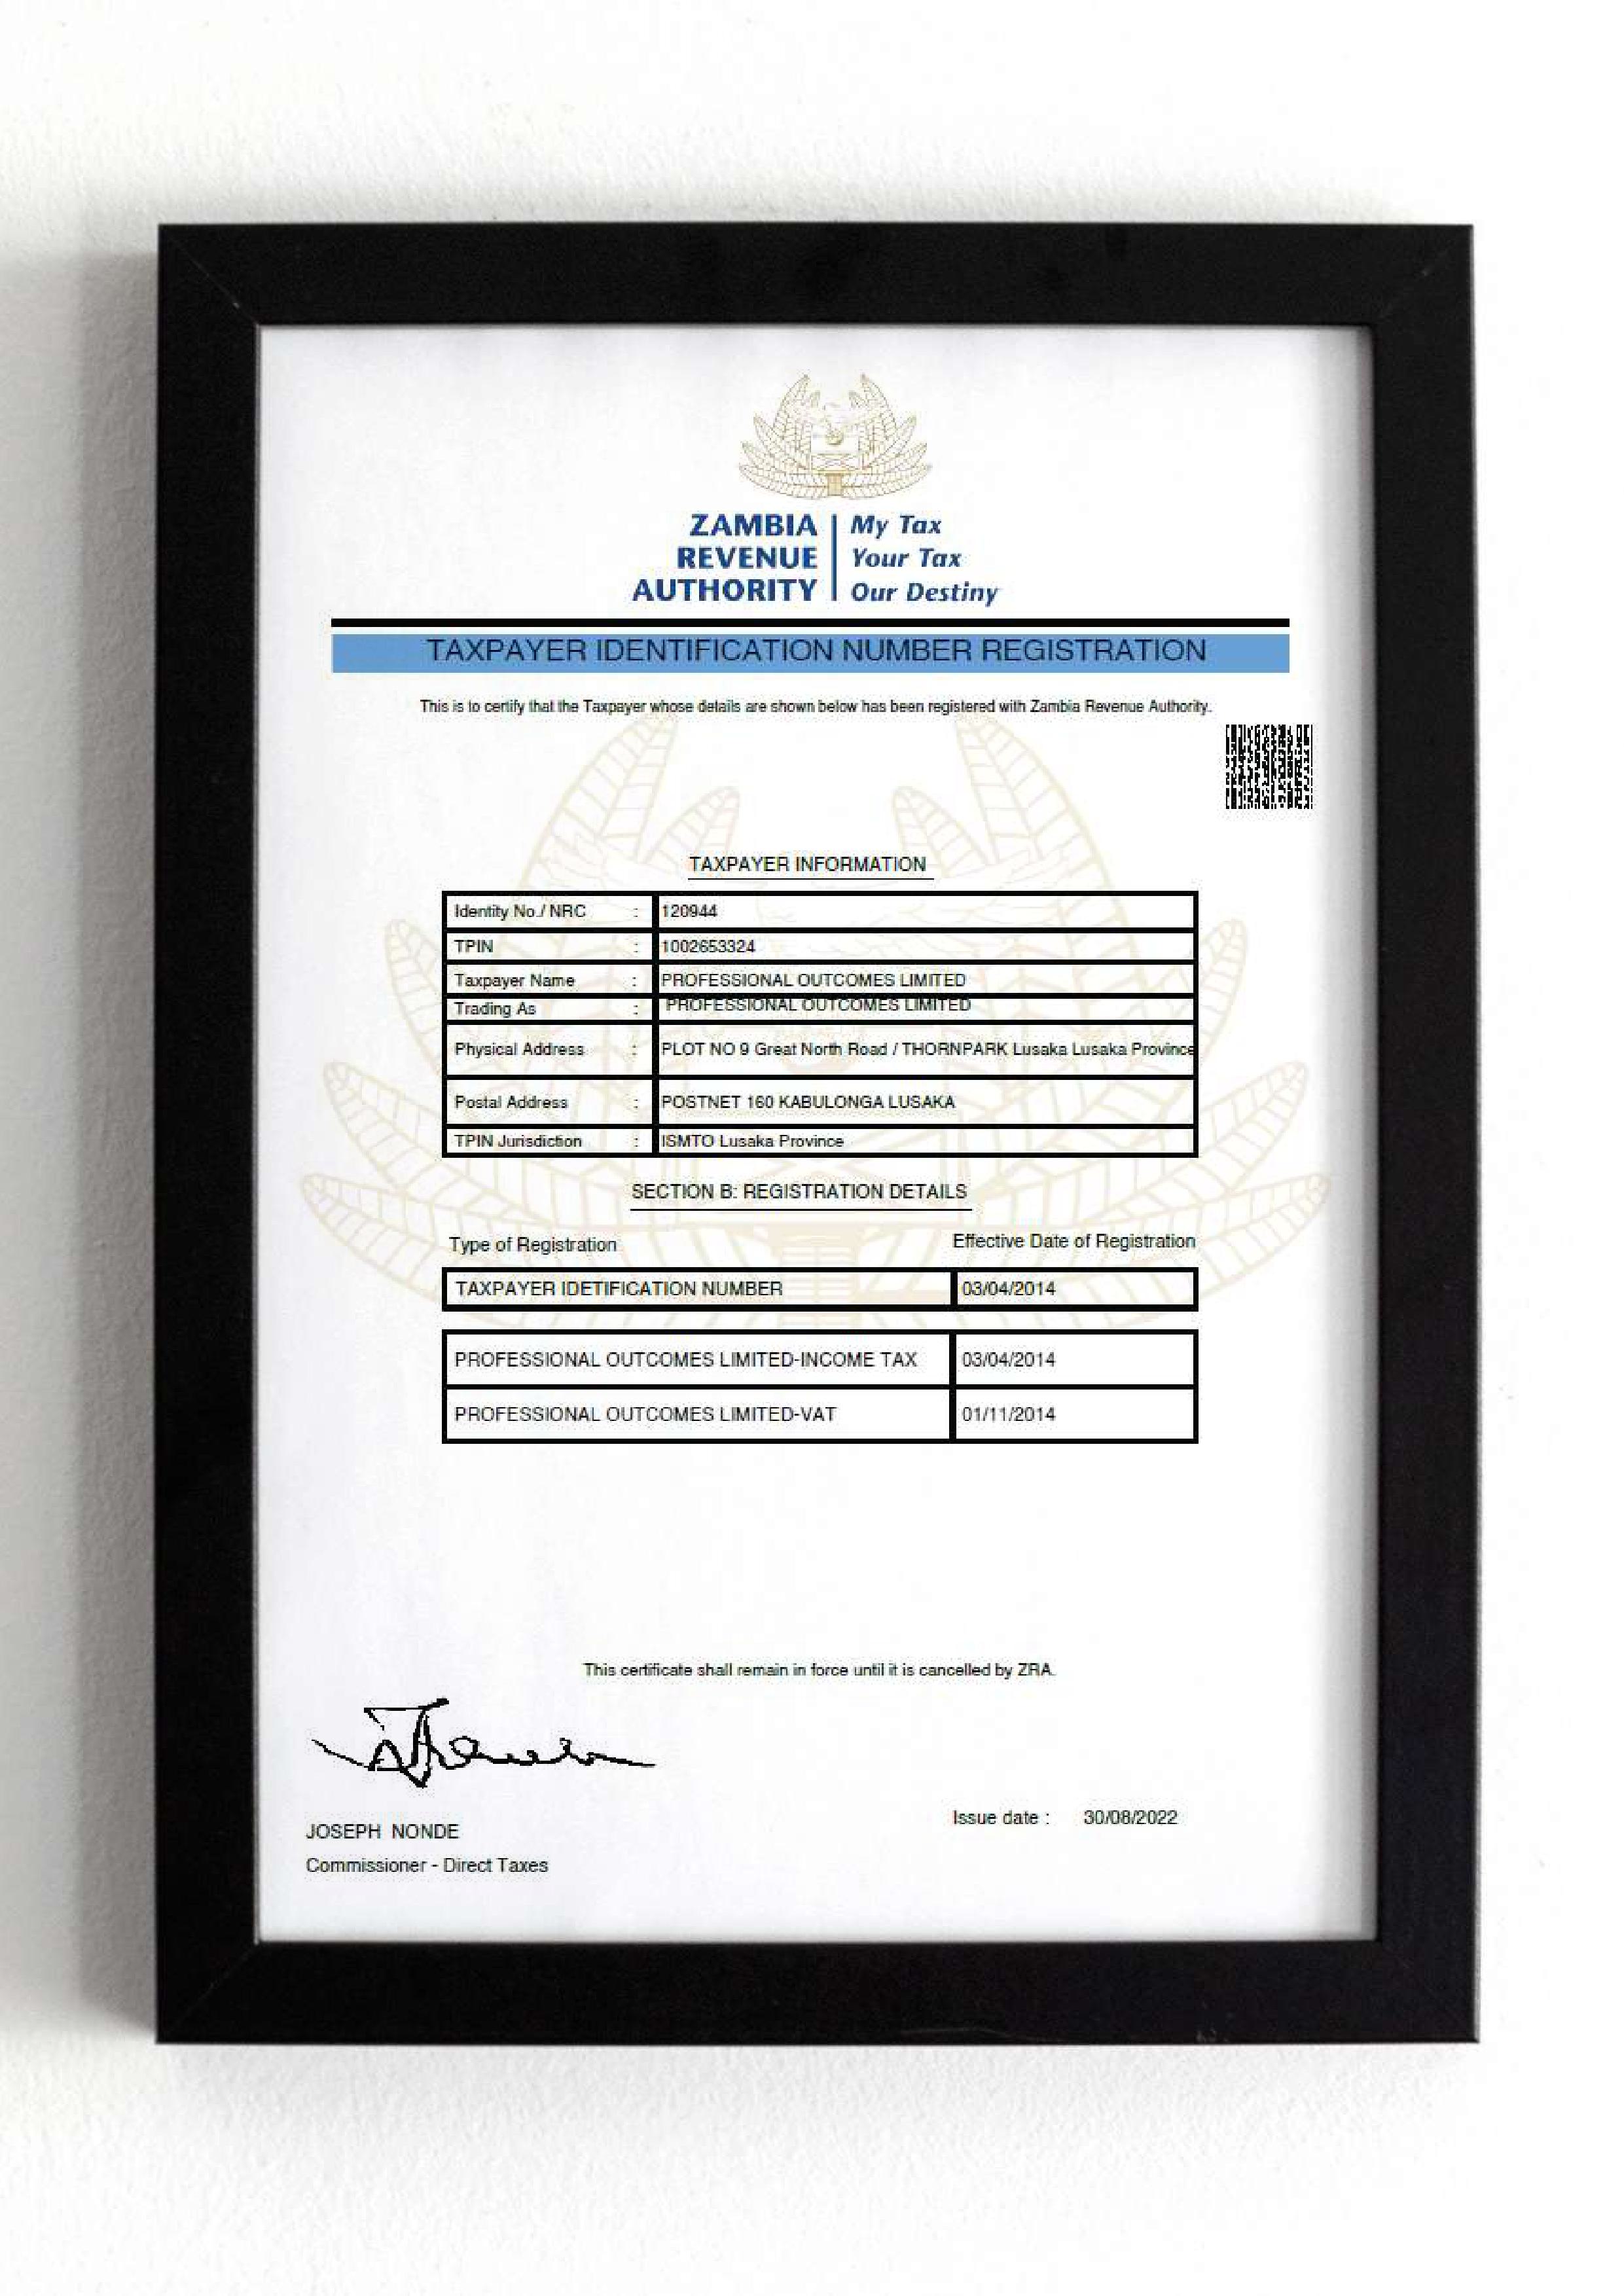 ZAMBIA
REVENUE
AUTHORITY
My Tax
Your Tax
Our Destiny
TAXPAYER IDENTIFICATION NUMBER REGISTRATION
This is to certify that the Taxpayer whose details are shown below has been registered with Zambia Revenue Authority.
TAXPAYER INFORMATION
Identity No./ NRC : 120944
TPIN : 1002653324
Taxpayer Name : PROFESSIONAL OUTCOMES LIMITED
Trading As : PROFESSIONAL OUTCOMES LIMITED
Physical Address : PLOT NO 9 Great North Road / THORNPARK Lusaka Lusaka Province
Postal Address : POSTNET 160 KABULONGA LUSAKA
TPIN Jurisdiction : ISMTO Lusaka Province
SECTION B: REGISTRATION DETAILS
Type of Registration Effective Date of Registration
TAXPAYER IDETIFICATION NUMBER 03/04/2014
PROFESSIONAL OUTCOMES LIMITED-INCOME TAX 03/04/2014
PROFESSIONAL OUTCOMES LIMITED-VAT 01/11/2014
This certificate shall remain in force until it is cancelled by ZRA.
JOSEPH NONDE
Commissioner - Direct Taxes
Issue date : 30/08/2022